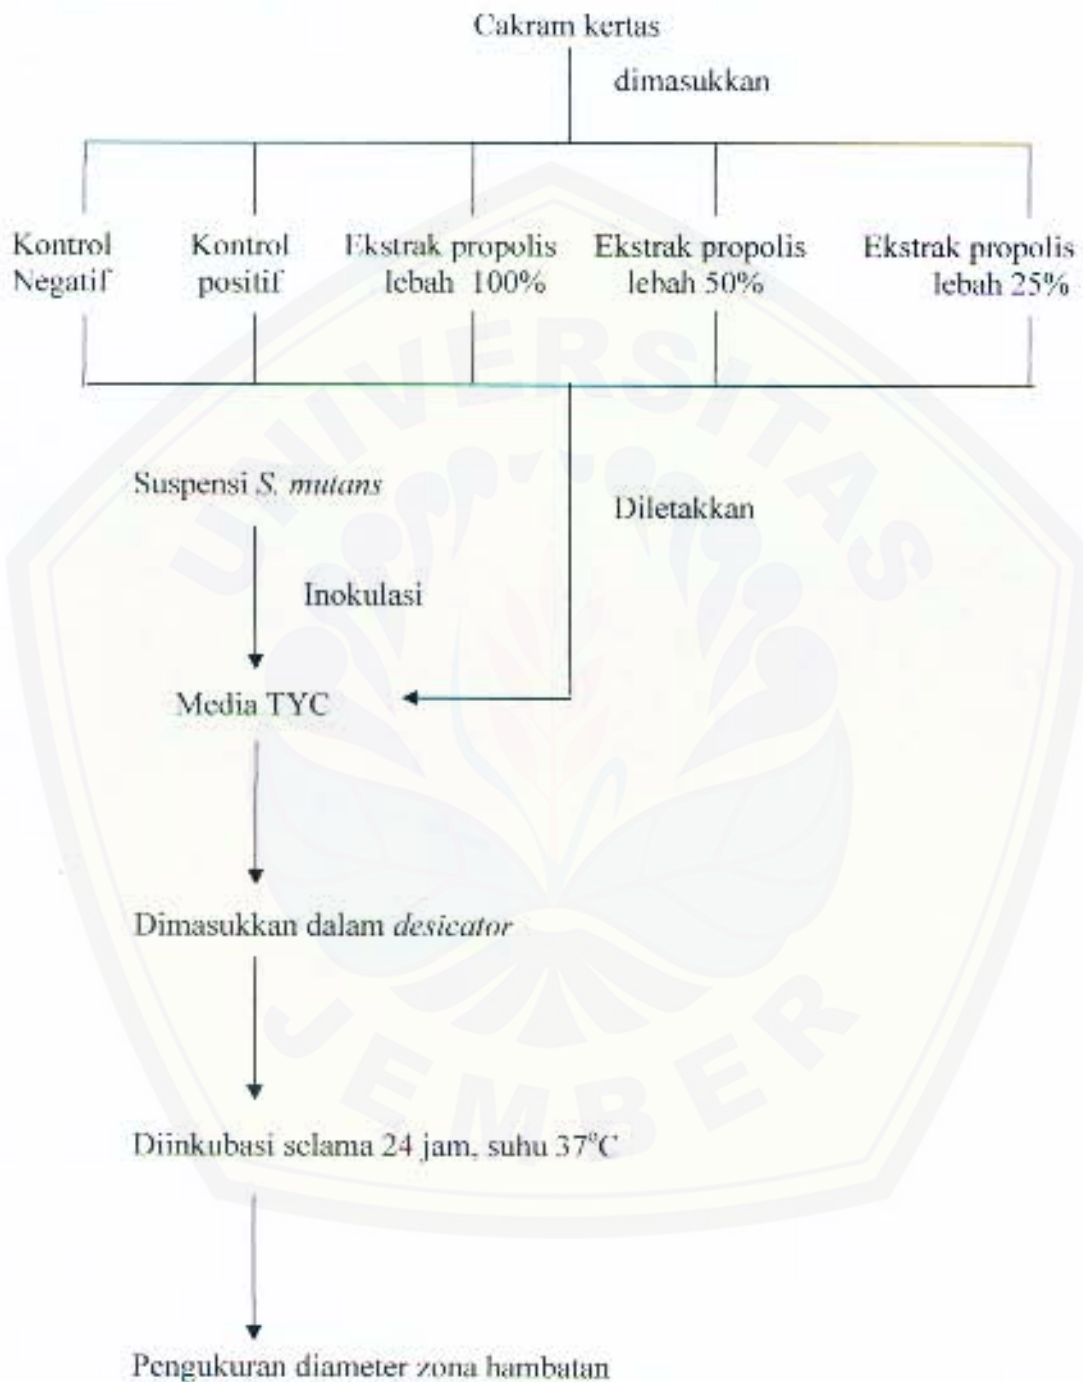 Cakram kertas
dimasukkan
Kontrol Negatif
Kontrol positif
Ekstrak propolis lebah 100%
Ekstrak propolis lebah 50%
Ekstrak propolis lebah 25%
Suspensi S. mutans
Diletakkan
Inokulasi
Media TYC
Dimasukkan dalam desicator
Diinkubasi selama 24 jam, suhu 37°C
Pengukuran diameter zona hambatan
UNIVERSITAS
JEMBER